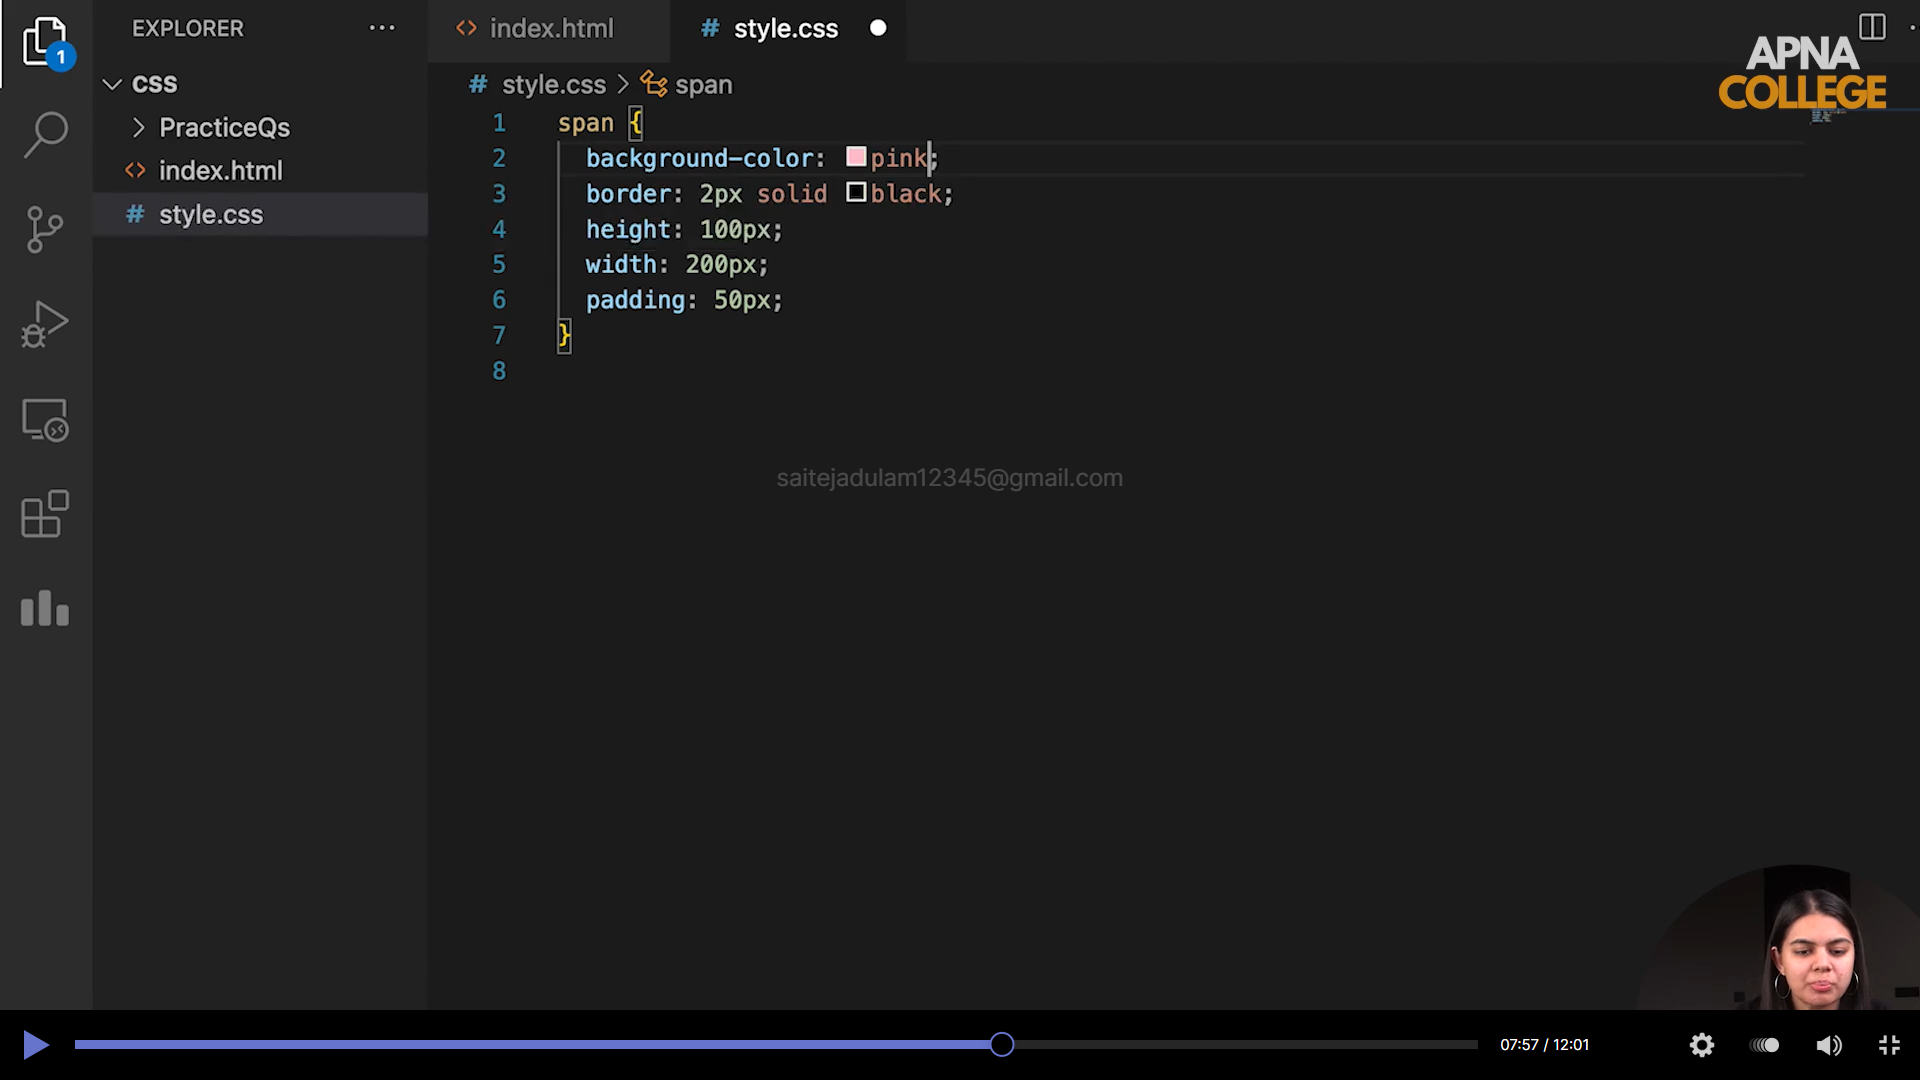 EXPLORER
CSS
PracticeQs
index.html
style.css
1
index.html
style.css
style.css > span
1 span {
2 background-color: pink;
3 border: 2px solid black;
4 height: 100px;
5 width: 200px;
6 padding: 50px;
7 }
8
saitejadulam12345@gmail.com
APNA
COLLEGE
07:57 / 12:01